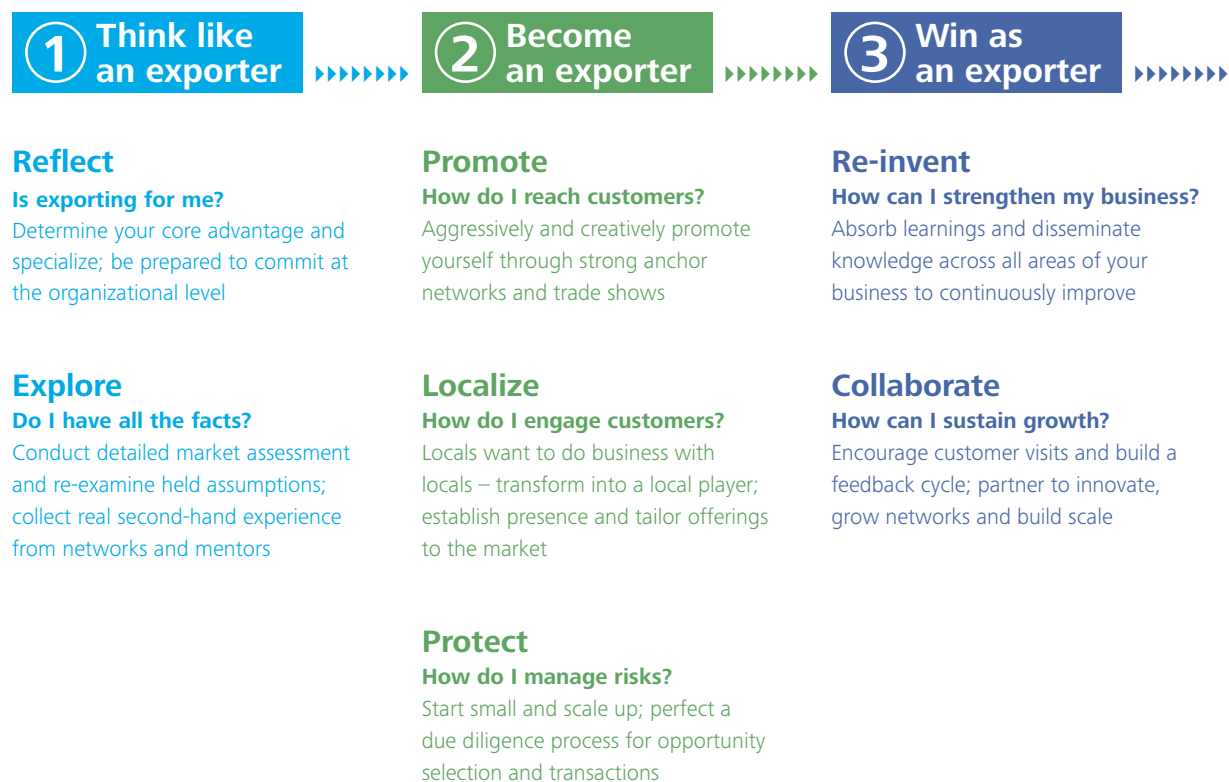 1 Think like
an exporter
Reflect
Is exporting for me?
Determine your core advantage and
specialize; be prepared to commit at
the organizational level
Explore
Do I have all the facts?
Conduct detailed market assessment
and re-examine held assumptions;
collect real second-hand experience
from networks and mentors
2 Become
an exporter
Promote
How do I reach customers?
Aggressively and creatively promote
yourself through strong anchor
networks and trade shows
Localize
How do I engage customers?
Locals want to do business with
locals – transform into a local player;
establish presence and tailor offerings
to the market
Protect
How do I manage risks?
Start small and scale up; perfect a
due diligence process for opportunity
selection and transactions
3 Win as
an exporter
Re-invent
How can I strengthen my business?
Absorb learnings and disseminate
knowledge across all areas of your
business to continuously improve
Collaborate
How can I sustain growth?
Encourage customer visits and build a
feedback cycle; partner to innovate,
grow networks and build scale